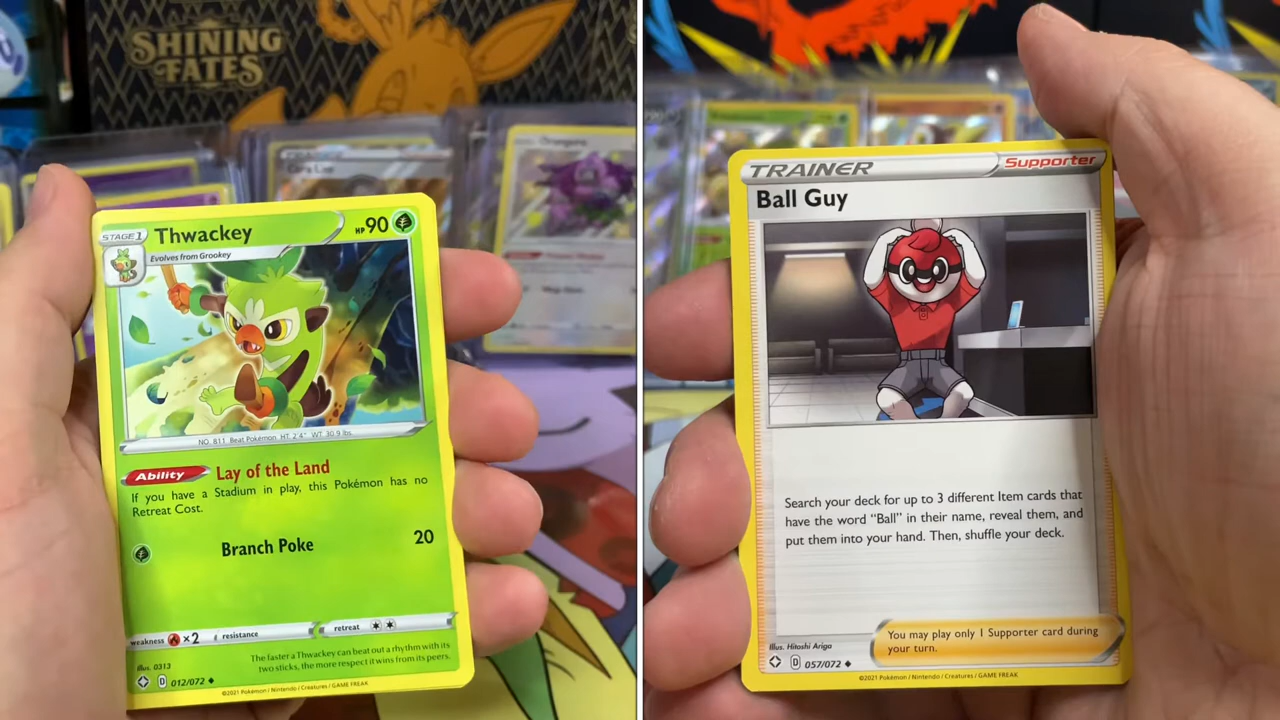 SHINING
FATES
STAGE 1
Thwackey
HP 90
Evolves from Grookey
NO. 811 Beat Pokémon HT. 2'4" WT. 30.9 lbs.
Ability Lay of the Land
If you have a Stadium in play, this Pokémon has no
Retreat Cost.
Branch Poke 20
weakness ×2 resistance retreat
Illus. 0313
The faster a Thwackey can beat out a rhythm with its
two sticks, the more respect it wins from its peers.
D 012/072
©2021 Pokémon / Nintendo / Creatures / GAME FREAK
TRAINER
Supporter
Ball Guy
Search your deck for up to 3 different Item cards that
have the word “Ball” in their name, reveal them, and
put them into your hand. Then, shuffle your deck.
Illus. Hitoshi Ariga
You may play only 1 Supporter card during
your turn.
D 057/072
©2021 Pokémon / Nintendo / Creatures / GAME FREAK